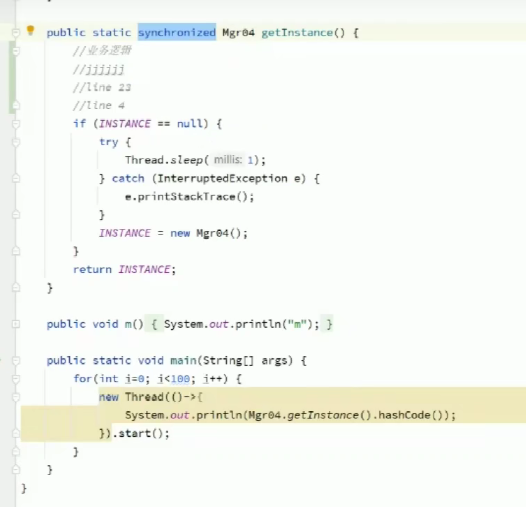 public static synchronized Mgr04 getInstance() {
//业务逻辑
//jjjjjj
//line 23
//line 4
if (INSTANCE == null) {
try {
Thread.sleep( millis: 1);
} catch (InterruptedException e) {
e.printStackTrace();
}
INSTANCE = new Mgr04();
}
return INSTANCE;
}
public void m() { System.out.println("m"); }
public static void main(String[] args) {
for(int i=0; i<100; i++) {
new Thread(()->{
System.out.println(Mgr04.getInstance().hashCode());
}).start();
}
}
}